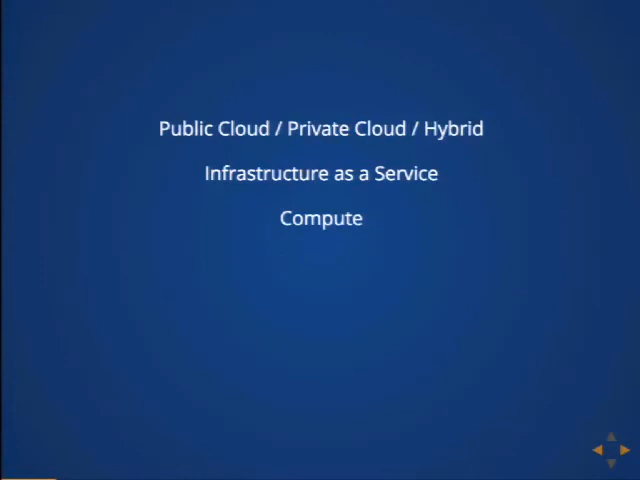 Public Cloud / Private Cloud / Hybrid
Infrastructure as a Service
Compute